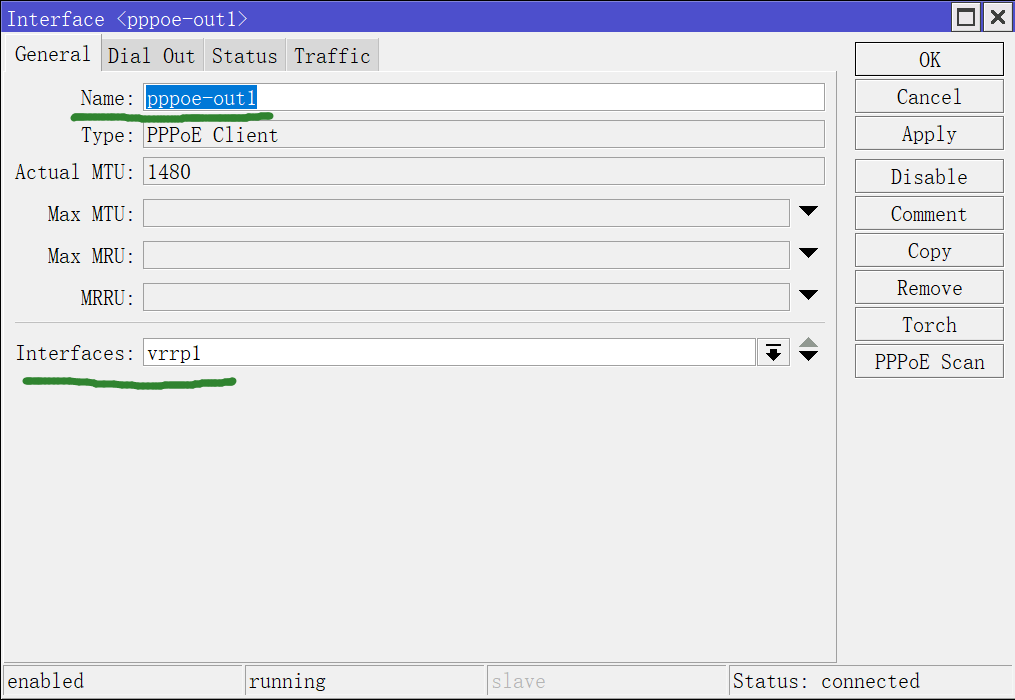 Interface <pppoe-out1>
General Dial Out Status Traffic
Name: pppoe-out1
Type: PPPoE Client
Actual MTU: 1480
Max MTU:
Max MRU:
MRRU:
Interfaces: vrrp1
OK
Cancel
Apply
Disable
Comment
Copy
Remove
Torch
PPPoE Scan
enabled running slave Status: connected